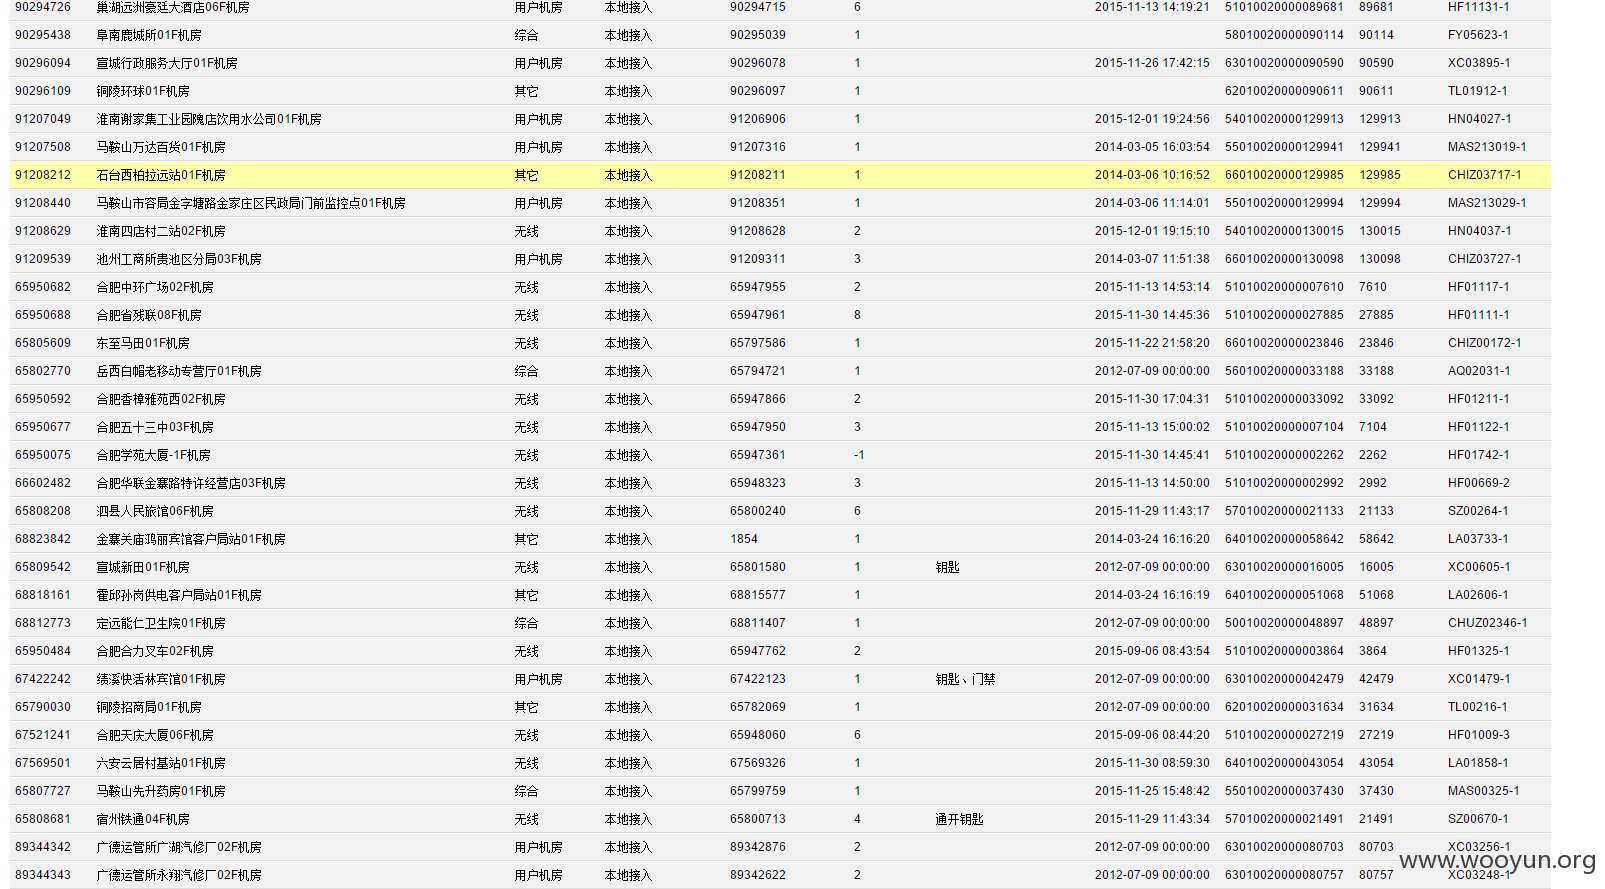 90294726 巢湖远洲豪廷大酒店06F机房 用户机房 本地接入 90294715 6 2015-11-13 14:19:21 51010020000089681 89681 HF11131-1
90295438 阜南鹿城所01F机房 综合 本地接入 90295039 1 58010020000090114 90114 FY05623-1
90296094 宣城行政服务大厅01F机房 用户机房 本地接入 90296078 1 2015-11-26 17:42:15 63010020000090590 90590 XC03895-1
90296109 铜陵环球01F机房 其它 本地接入 90296097 1 62010020000090611 90611 TL01912-1
91207049 淮南谢家集工业园隗店饮用水公司01F机房 用户机房 本地接入 91206906 1 2015-12-01 19:24:56 540100200000129913 129913 HN04027-1
91207508 马鞍山万达百货01F机房 用户机房 本地接入 91207316 1 2014-03-05 16:03:54 550100200000129941 129941 MAS213019-1
91208212 石台西柏拉远站01F机房 其它 本地接入 91208211 1 2014-03-06 10:16:52 660100200000129985 129985 CHIZ03717-1
91208440 马鞍山市容局金字塘路金家庄区民政局门前监控点01F机房 用户机房 本地接入 91208351 1 2014-03-06 11:14:01 550100200000129994 129994 MAS213029-1
91208629 淮南四店村二站02F机房 无线 本地接入 91208628 2 2015-12-01 19:15:10 540100200000130015 130015 HN04037-1
91209539 池州工商所贵池区分局03F机房 用户机房 本地接入 91209311 3 2014-03-07 11:51:38 660100200000130098 130098 CHIZ03727-1
65950682 合肥中环广场02F机房 无线 本地接入 65947955 2 2015-11-13 14:53:14 51010020000007610 7610 HF01117-1
65950688 合肥省残联08F机房 无线 本地接入 65947961 8 2015-11-30 14:45:36 51010020000027885 27885 HF01111-1
65805609 东至马田01F机房 无线 本地接入 65797586 1 2015-11-22 21:58:20 66010020000023846 23846 CHIZ00172-1
65802770 岳西白帽老移动专营厅01F机房 综合 本地接入 65794721 1 2012-07-09 00:00:00 56010020000033188 33188 AQ02031-1
65950592 合肥香樟雅苑西02F机房 无线 本地接入 65947866 2 2015-11-30 17:04:31 51010020000033092 33092 HF01211-1
65950677 合肥五十三中03F机房 无线 本地接入 65947950 3 2015-11-13 15:00:02 51010020000007104 7104 HF01122-1
65950075 合肥学苑大厦-1F机房 无线 本地接入 65947361 -1 2015-11-30 14:45:41 51010020000002262 2262 HF01742-1
66602482 合肥华联金寨路特许经营店03F机房 无线 本地接入 65948323 3 2015-11-13 14:50:00 51010020000002992 2992 HF00669-2
65808208 泗县人民旅馆06F机房 无线 本地接入 65800240 6 2015-11-29 11:43:17 57010020000021133 21133 SZ00264-1
68823842 金寨关庙鸿丽宾馆客户局站01F机房 其它 本地接入 1854 1 2014-03-24 16:16:20 64010020000058642 58642 LA03733-1
65809542 宣城新田01F机房 无线 本地接入 65801580 1 钥匙 2012-07-09 00:00:00 63010020000016005 16005 XC00605-1
68818161 霍邱孙岗供电客户局站01F机房 其它 本地接入 68815577 1 2014-03-24 16:16:19 64010020000051068 51068 LA02606-1
68812773 定远能仁卫生院01F机房 综合 本地接入 68811407 1 2012-07-09 00:00:00 50010020000048897 48897 CHUZ02346-1
65950484 合肥合力叉车02F机房 无线 本地接入 65947762 2 2015-09-06 08:43:54 51010020000003864 3864 HF01325-1
67422242 绩溪快活林宾馆01F机房 用户机房 本地接入 67422123 1 钥匙、门禁 2012-07-09 00:00:00 63010020000042479 42479 XC01479-1
65790030 铜陵招商局01F机房 其它 本地接入 65782069 1 2012-07-09 00:00:00 62010020000031634 31634 TL00216-1
67521241 合肥天庆大厦06F机房 无线 本地接入 65948060 6 2015-09-06 08:44:20 51010020000027219 27219 HF01009-3
67569501 六安云居村基站01F机房 无线 本地接入 67569326 1 2015-11-30 08:59:30 64010020000043054 43054 LA01858-1
65807727 马鞍山先升药房01F机房 综合 本地接入 65799759 1 2015-11-25 15:48:42 55010020000037430 37430 MAS00325-1
65808681 宿州铁通04F机房 无线 本地接入 65800713 4 通开钥匙 2015-11-29 11:43:34 57010020000021491 21491 SZ00670-1
89344342 广德运管所广湖汽修厂02F机房 用户机房 本地接入 89342876 2 2012-07-09 00:00:00 63010020000080703 80703 XC03256-1
89344343 广德运管所永翔汽修厂02F机房 用户机房 本地接入 89342622 2 2012-07-09 00:00:00 63010020000080757 80757 XC03248-1
www.wooyun.org